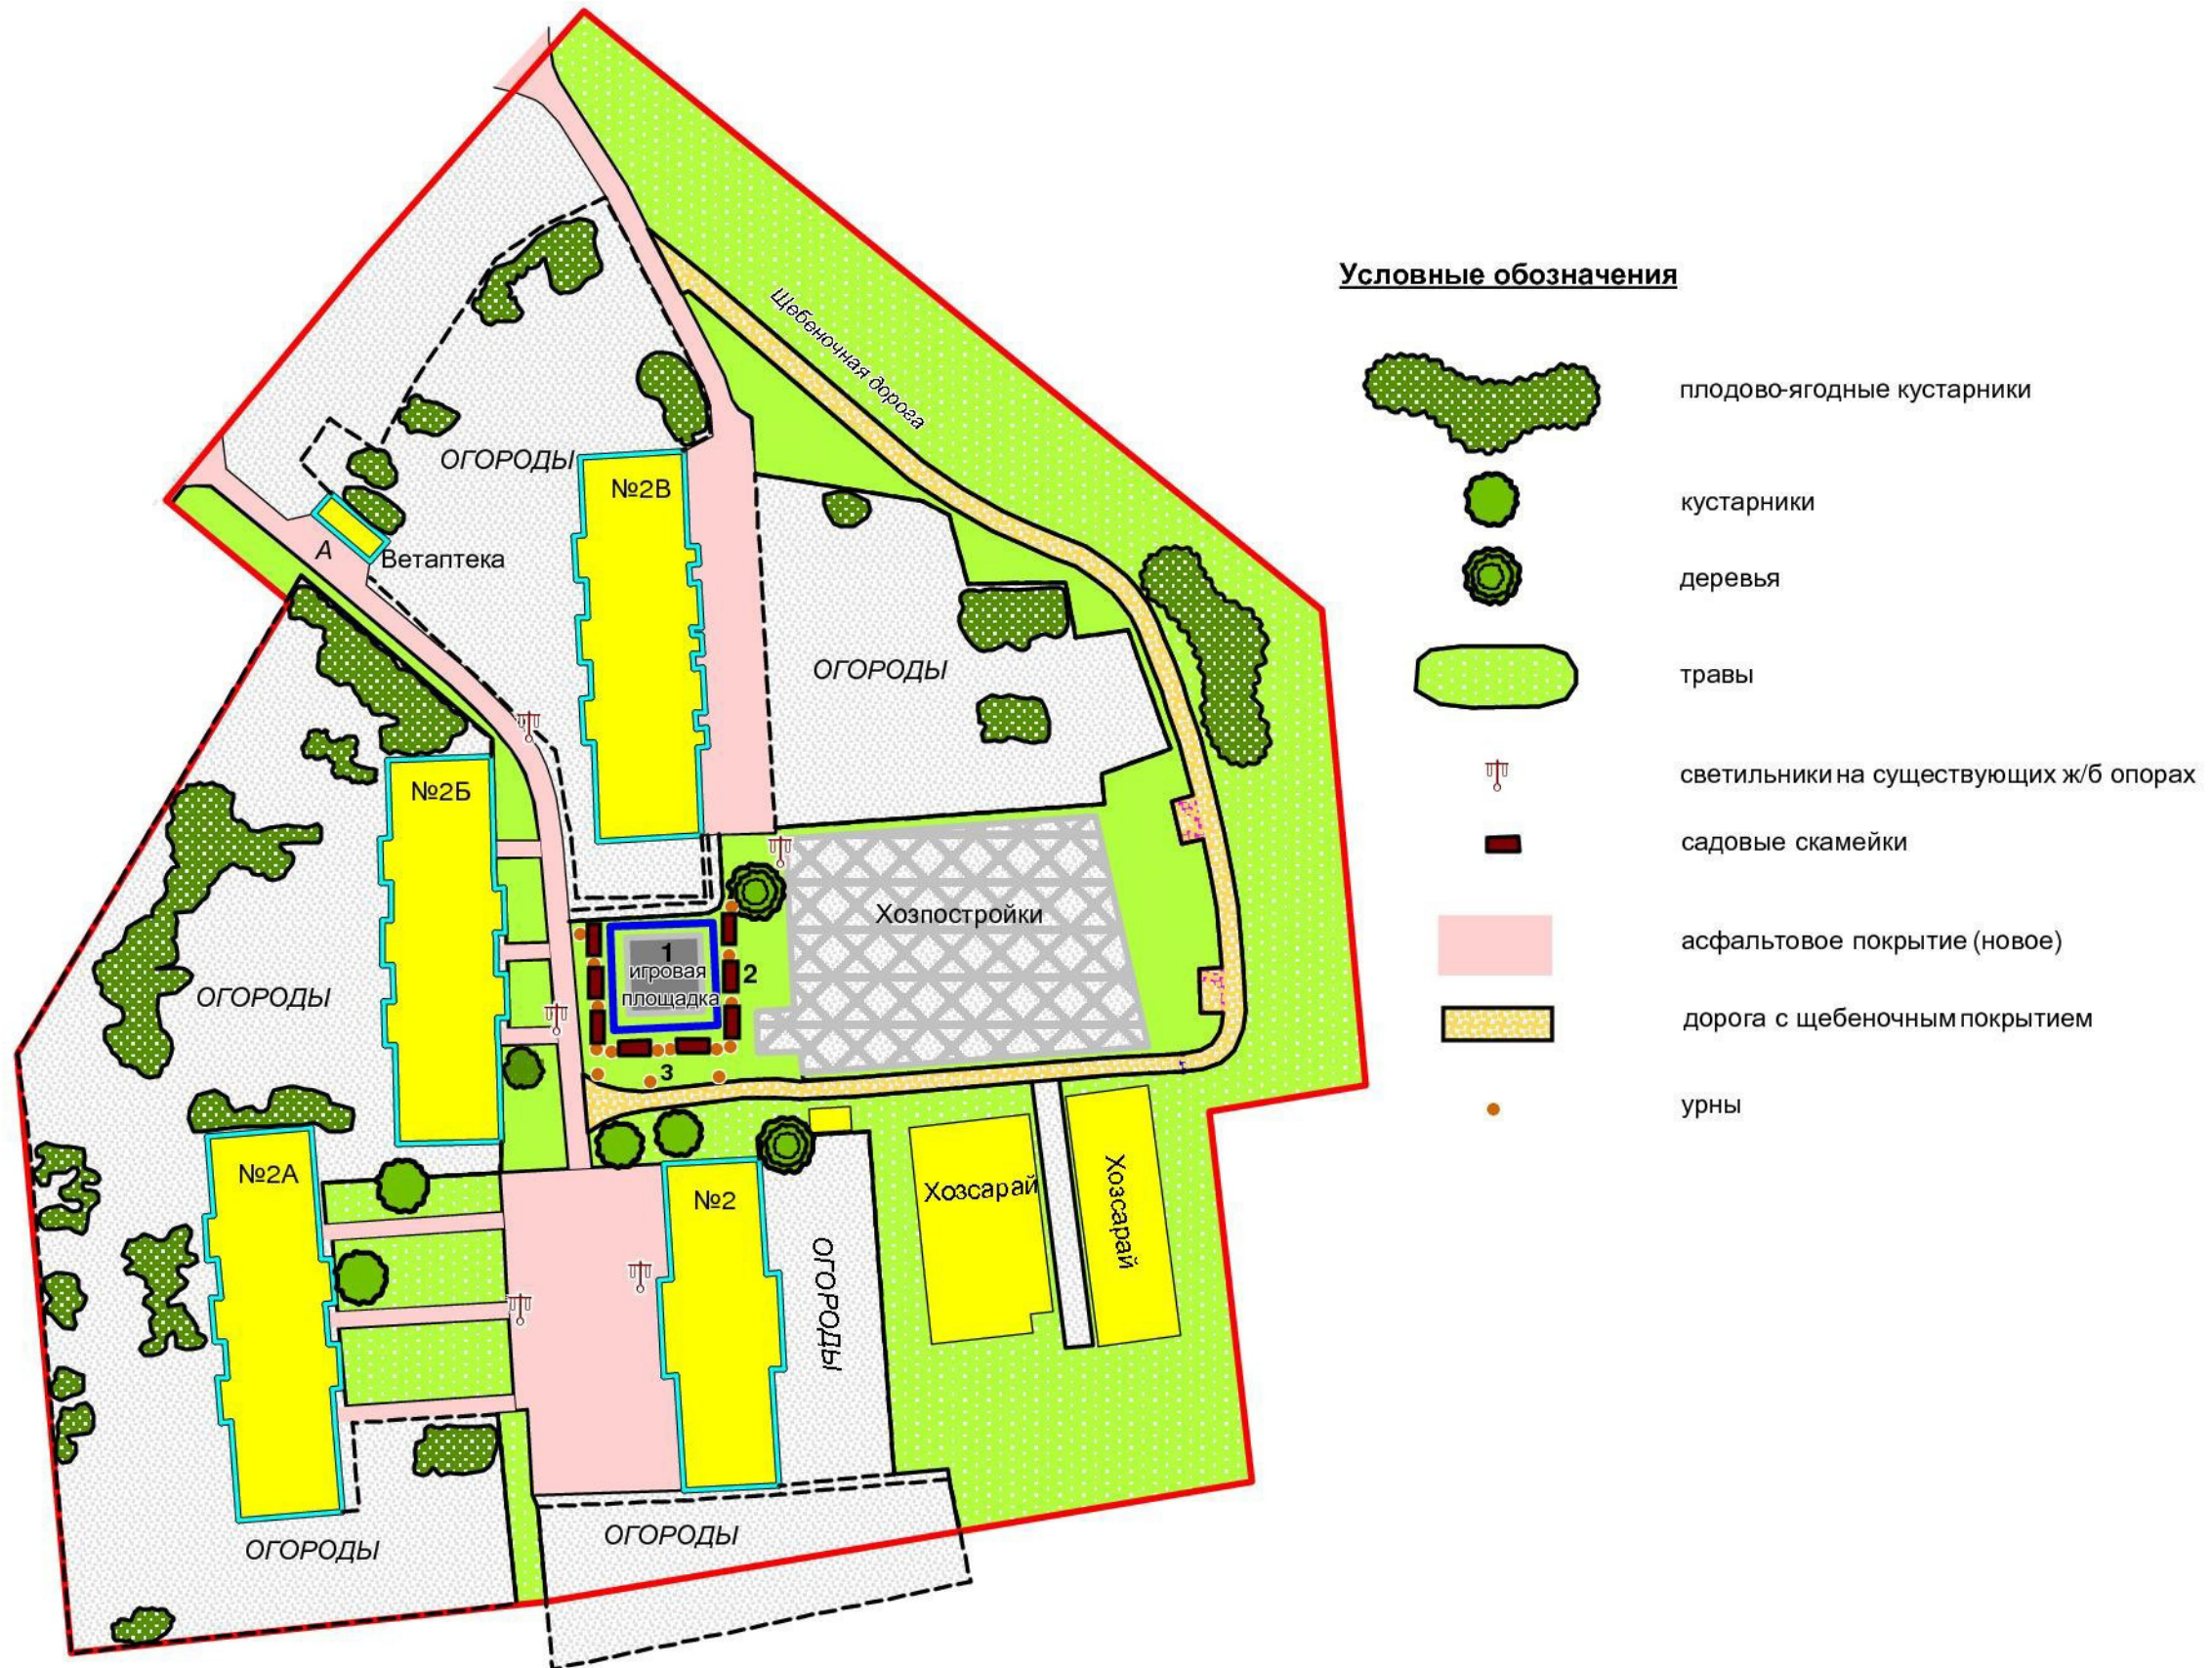 Щебеночная дорога
ОГОРОДЫ
№2В
А
Ветаптека
ОГОРОДЫ
№2Б
Хозпостройки
1
игровая
площадка
2
3
ОГОРОДЫ
№2А
№2
ОГОРОДЫ
Хозсарай
Хозсарай
ОГОРОДЫ
ОГОРОДЫ
Условные обозначения
плодово-ягодные кустарники
кустарники
деревья
травы
светильники на существующих ж/б опорах
садовые скамейки
асфальтовое покрытие (новое)
дорога с щебеночным покрытием
урны